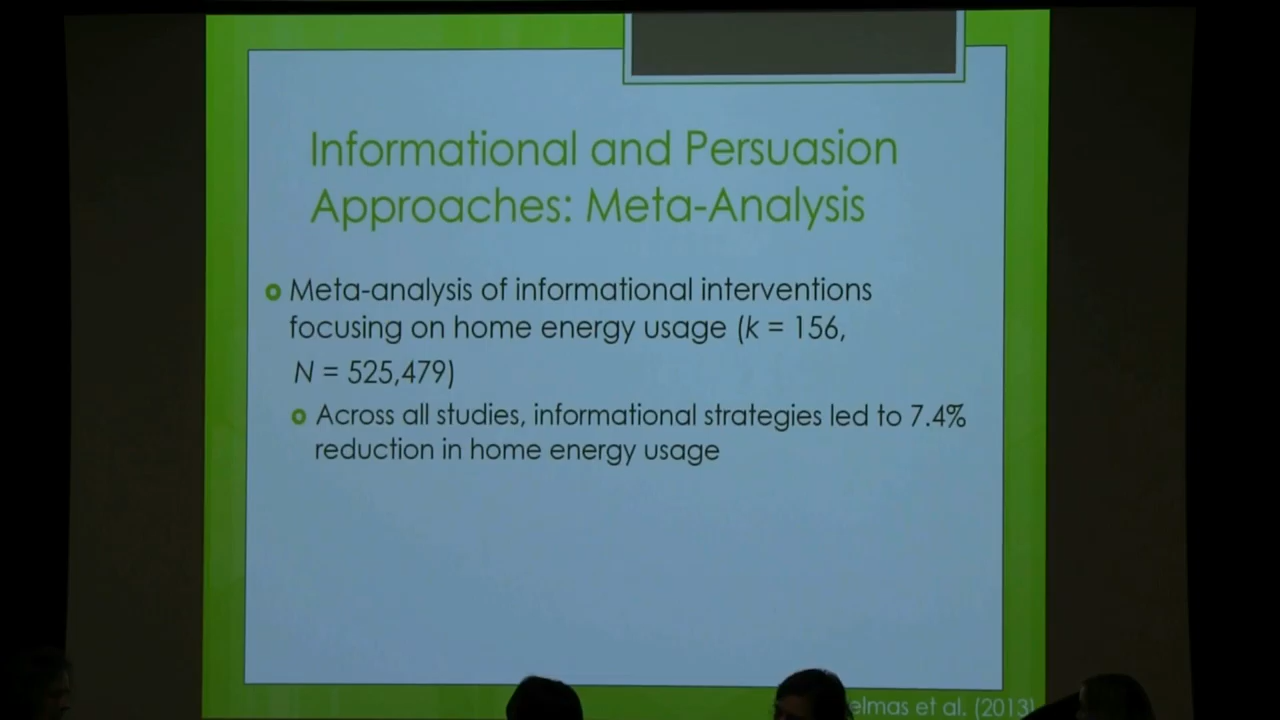 Informational and Persuasion
Approaches: Meta-Analysis
Meta-analysis of informational interventions
focusing on home energy usage (k = 156,
N = 525,479)
Across all studies, informational strategies led to 7.4%
reduction in home energy usage
et al. (2013)